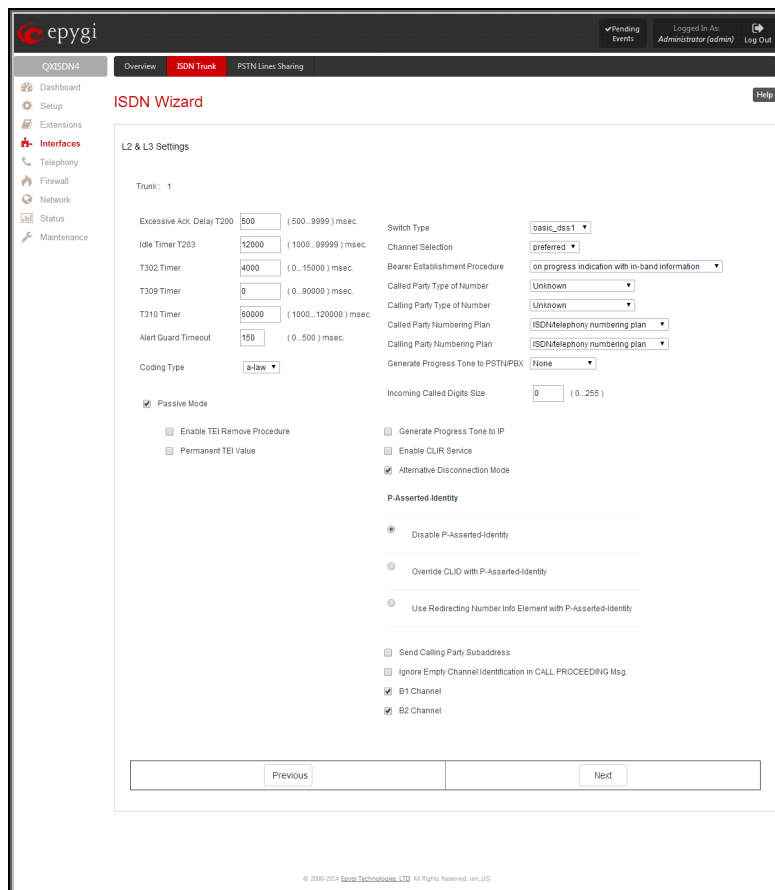 epygi
✔Pending Events
Logged In As:
Administrator (admin)
Log Out
QXISDN4
Overview
ISDN Trunk
PSTN Lines Sharing
Dashboard
Setup
Extensions
Interfaces
Telephony
Firewall
Network
Status
Maintenance
ISDN Wizard
Help
L2 & L3 Settings
Trunk: 1
Excessive Ack. Delay T200 500 ( 500...9999 ) msec.
Idle Timer T203 12000 ( 1000...99999 ) msec.
T302 Timer 4000 ( 0...15000 ) msec.
T309 Timer 0 ( 0...90000 ) msec.
T310 Timer 60000 ( 1000...120000 ) msec.
Alert Guard Timeout 150 ( 0...500 ) msec.
Coding Type a-law
Passive Mode
Enable TEI Remove Procedure
Permanent TEI Value
Switch Type basic_dss1
Channel Selection preferred
Bearer Establishment Procedure on progress indication with in-band information
Called Party Type of Number Unknown
Calling Party Type of Number Unknown
Called Party Numbering Plan ISDN/telephony numbering plan
Calling Party Numbering Plan ISDN/telephony numbering plan
Generate Progress Tone to PSTN/PBX None
Incoming Called Digits Size 0 ( 0...255 )
Generate Progress Tone to IP
Enable CLIR Service
Alternative Disconnection Mode
P-Asserted-Identity
Disable P-Asserted-Identity
Override CLID with P-Asserted-Identity
Use Redirecting Number Info Element with P-Asserted-Identity
Send Calling Party Subaddress
Ignore Empty Channel Identification in CALL PROCEEDING Msg.
B1 Channel
B2 Channel
Previous
Next
© 2000-2014 Epygi Technologies, LTD. All Rights Reserved. (en_US)